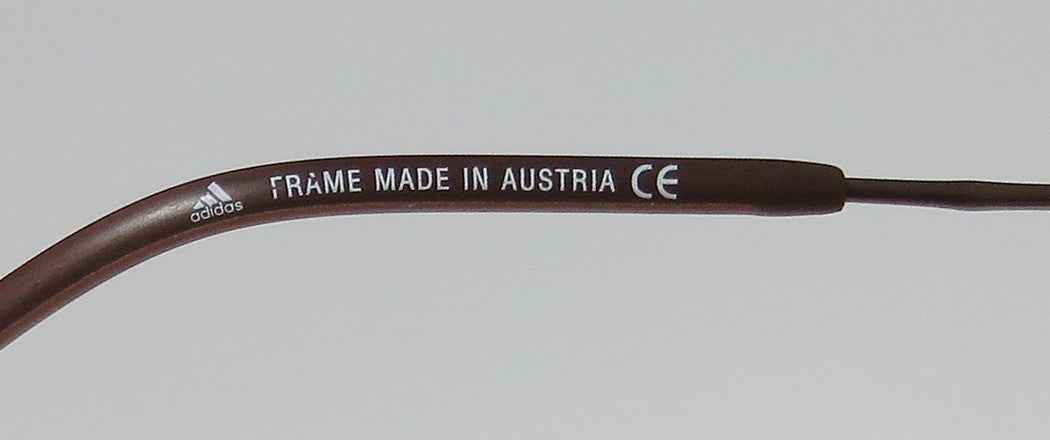 adidas
FRAME MADE IN AUSTRIA CE